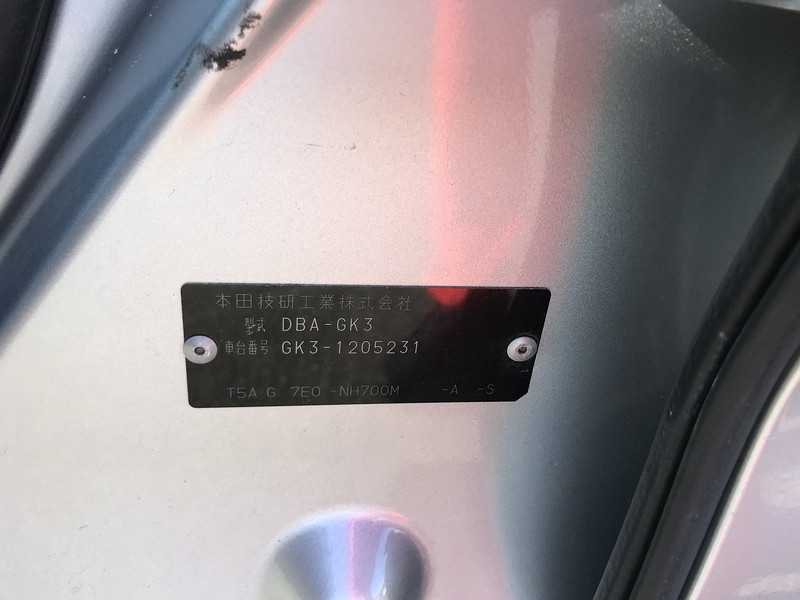 本田技研工業株式会社
型式 DBA-GK3
車台番号 GK3-1205231
T5A G 7E0 -NH700M -A -S